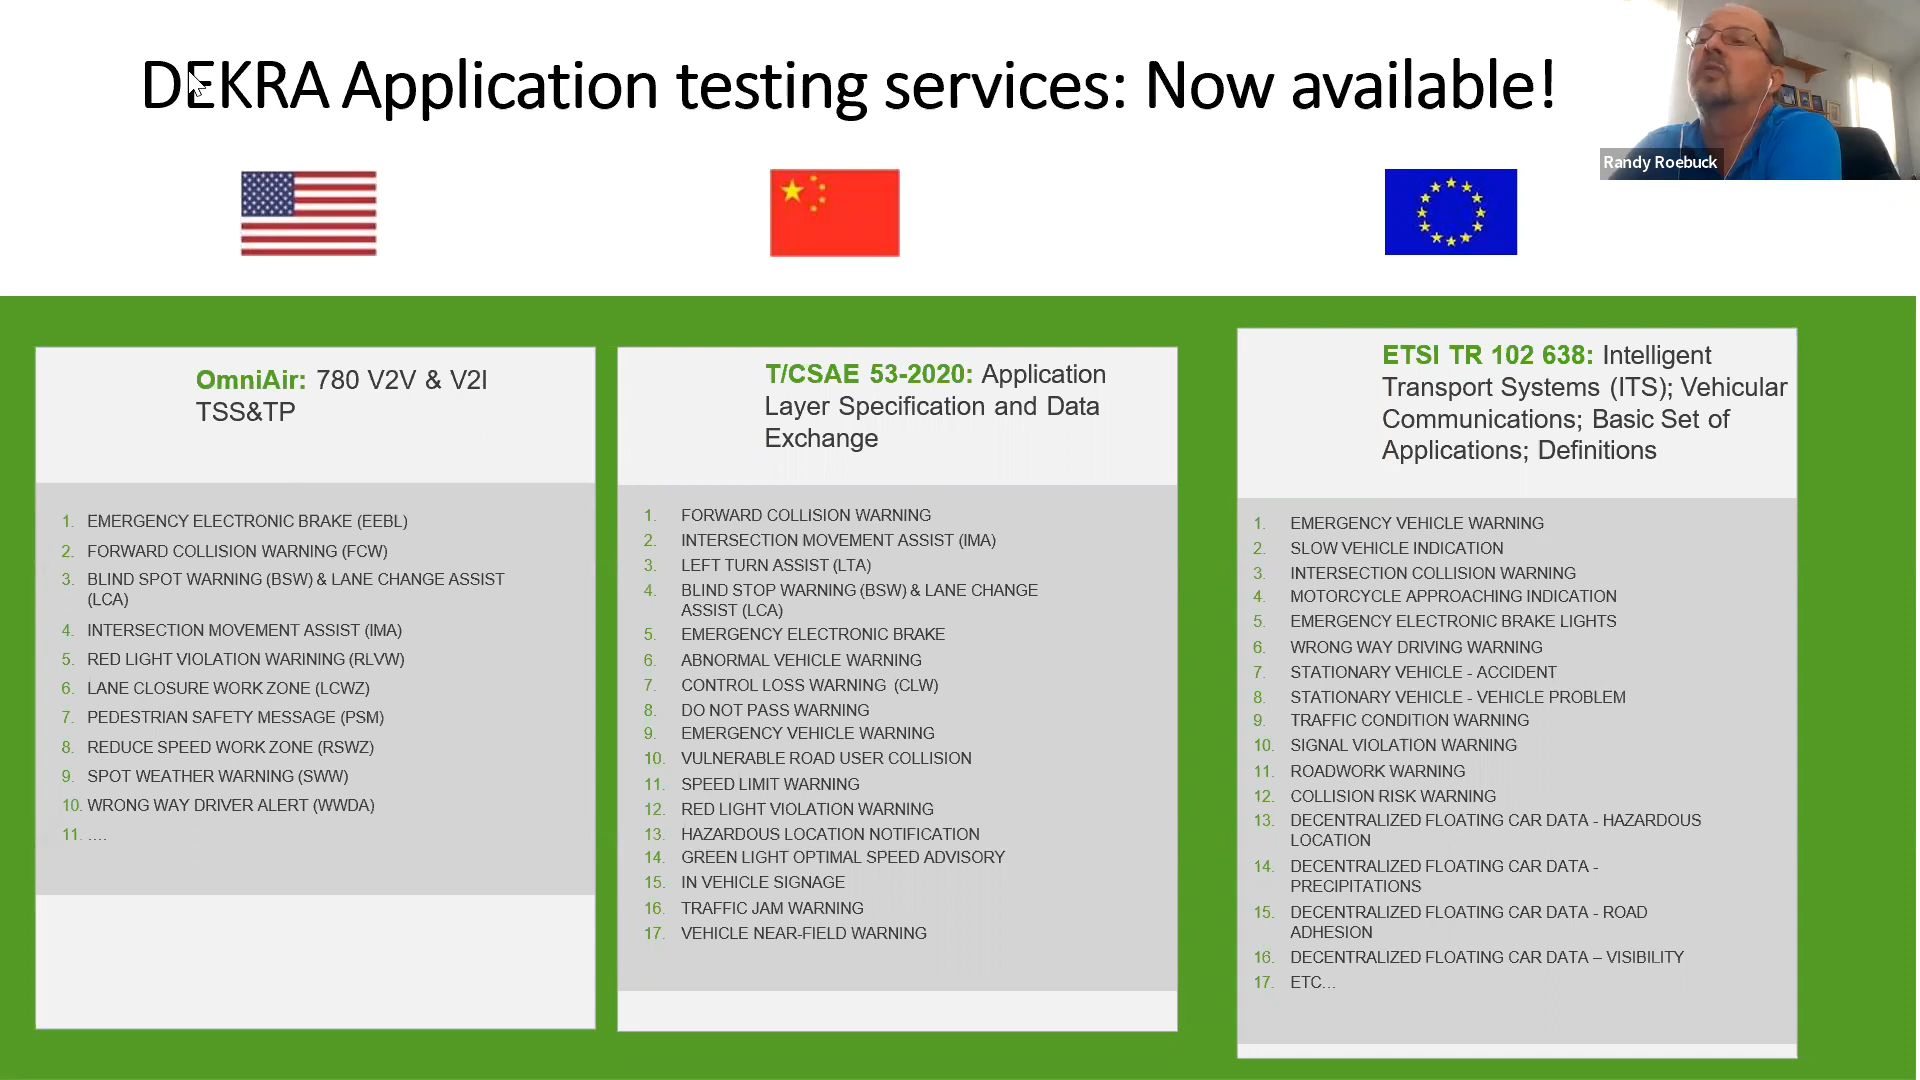 DEKRA Application testing services: Now available!
Randy Roebuck
OmniAir: 780 V2V & V2I
TSS&TP
1. EMERGENCY ELECTRONIC BRAKE (EEBL)
2. FORWARD COLLISION WARNING (FCW)
3. BLIND SPOT WARNING (BSW) & LANE CHANGE ASSIST
(LCA)
4. INTERSECTION MOVEMENT ASSIST (IMA)
5. RED LIGHT VIOLATION WARINING (RLVW)
6. LANE CLOSURE WORK ZONE (LCWZ)
7. PEDESTRIAN SAFETY MESSAGE (PSM)
8. REDUCE SPEED WORK ZONE (RSWZ)
9. SPOT WEATHER WARNING (SWW)
10. WRONG WAY DRIVER ALERT (WWDA)
11. ....
T/CSAE 53-2020: Application
Layer Specification and Data
Exchange
1. FORWARD COLLISION WARNING
2. INTERSECTION MOVEMENT ASSIST (IMA)
3. LEFT TURN ASSIST (LTA)
4. BLIND STOP WARNING (BSW) & LANE CHANGE
ASSIST (LCA)
5. EMERGENCY ELECTRONIC BRAKE
6. ABNORMAL VEHICLE WARNING
7. CONTROL LOSS WARNING (CLW)
8. DO NOT PASS WARNING
9. EMERGENCY VEHICLE WARNING
10. VULNERABLE ROAD USER COLLISION
11. SPEED LIMIT WARNING
12. RED LIGHT VIOLATION WARNING
13. HAZARDOUS LOCATION NOTIFICATION
14. GREEN LIGHT OPTIMAL SPEED ADVISORY
15. IN VEHICLE SIGNAGE
16. TRAFFIC JAM WARNING
17. VEHICLE NEAR-FIELD WARNING
ETSI TR 102 638: Intelligent
Transport Systems (ITS); Vehicular
Communications; Basic Set of
Applications; Definitions
1. EMERGENCY VEHICLE WARNING
2. SLOW VEHICLE INDICATION
3. INTERSECTION COLLISION WARNING
4. MOTORCYCLE APPROACHING INDICATION
5. EMERGENCY ELECTRONIC BRAKE LIGHTS
6. WRONG WAY DRIVING WARNING
7. STATIONARY VEHICLE - ACCIDENT
8. STATIONARY VEHICLE - VEHICLE PROBLEM
9. TRAFFIC CONDITION WARNING
10. SIGNAL VIOLATION WARNING
11. ROADWORK WARNING
12. COLLISION RISK WARNING
13. DECENTRALIZED FLOATING CAR DATA - HAZARDOUS
LOCATION
14. DECENTRALIZED FLOATING CAR DATA -
PRECIPITATIONS
15. DECENTRALIZED FLOATING CAR DATA - ROAD
ADHESION
16. DECENTRALIZED FLOATING CAR DATA – VISIBILITY
17. ETC...